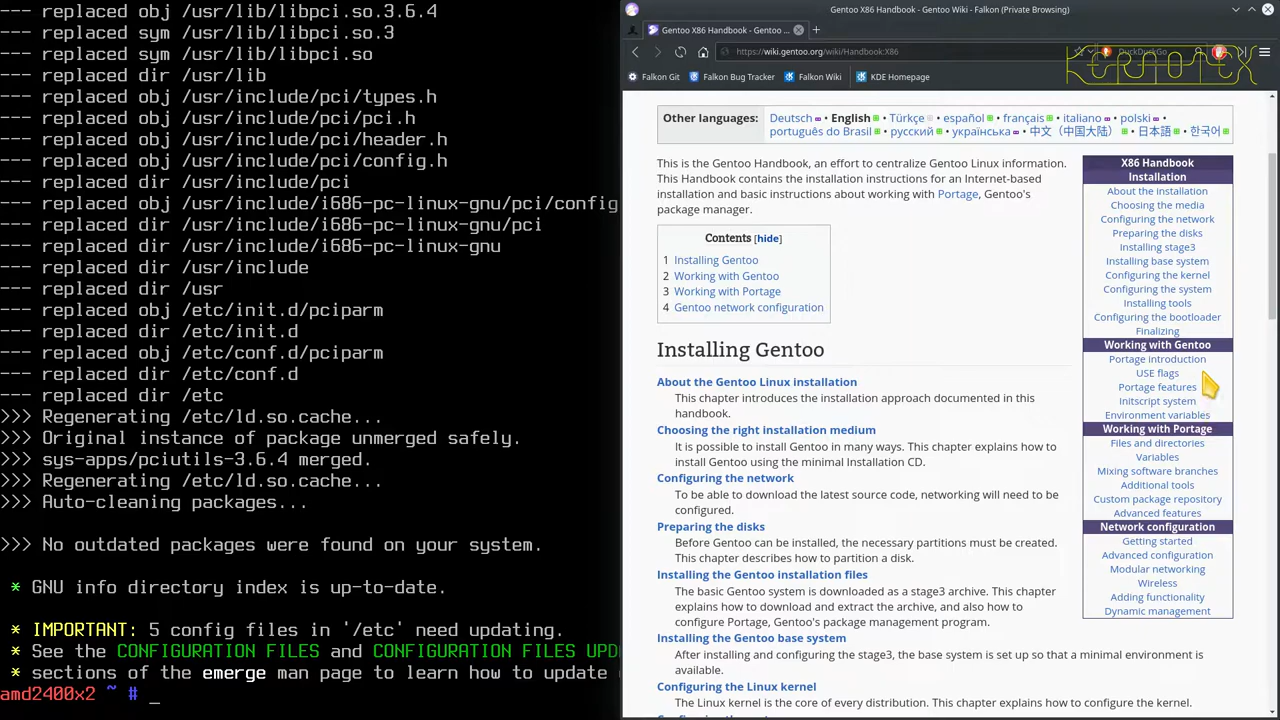 --- replaced obj /usr/lib/libpci.so.3.6.4
--- replaced sym /usr/lib/libpci.so.3
--- replaced sym /usr/lib/libpci.so
--- replaced dir /usr/lib
--- replaced obj /usr/include/pci/types.h
--- replaced obj /usr/include/pci/pci.h
--- replaced obj /usr/include/pci/header.h
--- replaced obj /usr/include/pci/config.h
--- replaced dir /usr/include/pci
--- replaced obj /usr/include/i686-pc-linux-gnu/pci/config
--- replaced dir /usr/include/i686-pc-linux-gnu/pci
--- replaced dir /usr/include/i686-pc-linux-gnu
--- replaced dir /usr/include
--- replaced dir /usr
--- replaced obj /etc/init.d/pciparm
--- replaced dir /etc/init.d
--- replaced obj /etc/conf.d/pciparm
--- replaced dir /etc/conf.d
--- replaced dir /etc
>>> Regenerating /etc/ld.so.cache...
>>> Original instance of package unmerged safely.
>>> sys-apps/pciutils-3.6.4 merged.
>>> Regenerating /etc/ld.so.cache...
>>> Auto-cleaning packages...
>>> No outdated packages were found on your system.
* GNU info directory index is up-to-date.
* IMPORTANT: 5 config files in '/etc' need updating.
* See the CONFIGURATION FILES and CONFIGURATION FILES UPD
* sections of the emerge man page to learn how to update
amd2400x2 ~ # _
Gentoo X86 Handbook - Gentoo Wiki - Falkon (Private Browsing)
Gentoo X86 Handbook - Gentoo ...
https://wiki.gentoo.org/wiki/Handbook:X86
DuckDuckGo
Falkon Git
Falkon Bug Tracker
Falkon Wiki
KDE Homepage
Other languages:
Deutsch English Türkçe español français italiano polski
português do Brasil русский українська 中文（中国大陆） 日本語 한국어
This is the Gentoo Handbook, an effort to centralize Gentoo Linux information.
This Handbook contains the installation instructions for an Internet-based
installation and basic instructions about working with Portage, Gentoo's
package manager.
Contents [hide]
1 Installing Gentoo
2 Working with Gentoo
3 Working with Portage
4 Gentoo network configuration
Installing Gentoo
About the Gentoo Linux installation
This chapter introduces the installation approach documented in this
handbook.
Choosing the right installation medium
It is possible to install Gentoo in many ways. This chapter explains how to
install Gentoo using the minimal Installation CD.
Configuring the network
To be able to download the latest source code, networking will need to be
configured.
Preparing the disks
Before Gentoo can be installed, the necessary partitions must be created.
This chapter describes how to partition a disk.
Installing the Gentoo installation files
The basic Gentoo system is downloaded as a stage3 archive. This chapter
explains how to download and extract the archive, and also how to
configure Portage, Gentoo's package management program.
Installing the Gentoo base system
After installing and configuring the stage3, the base system is set up so that a minimal environment is
available.
Configuring the Linux kernel
The Linux kernel is the core of every distribution. This chapter explains how to configure the kernel.
X86 Handbook
Installation
About the installation
Choosing the media
Configuring the network
Preparing the disks
Installing stage3
Installing base system
Configuring the kernel
Configuring the system
Installing tools
Configuring the bootloader
Finalizing
Working with Gentoo
Portage introduction
USE flags
Portage features
Initscript system
Environment variables
Working with Portage
Files and directories
Variables
Mixing software branches
Additional tools
Custom package repository
Advanced features
Network configuration
Getting started
Advanced configuration
Modular networking
Wireless
Adding functionality
Dynamic management